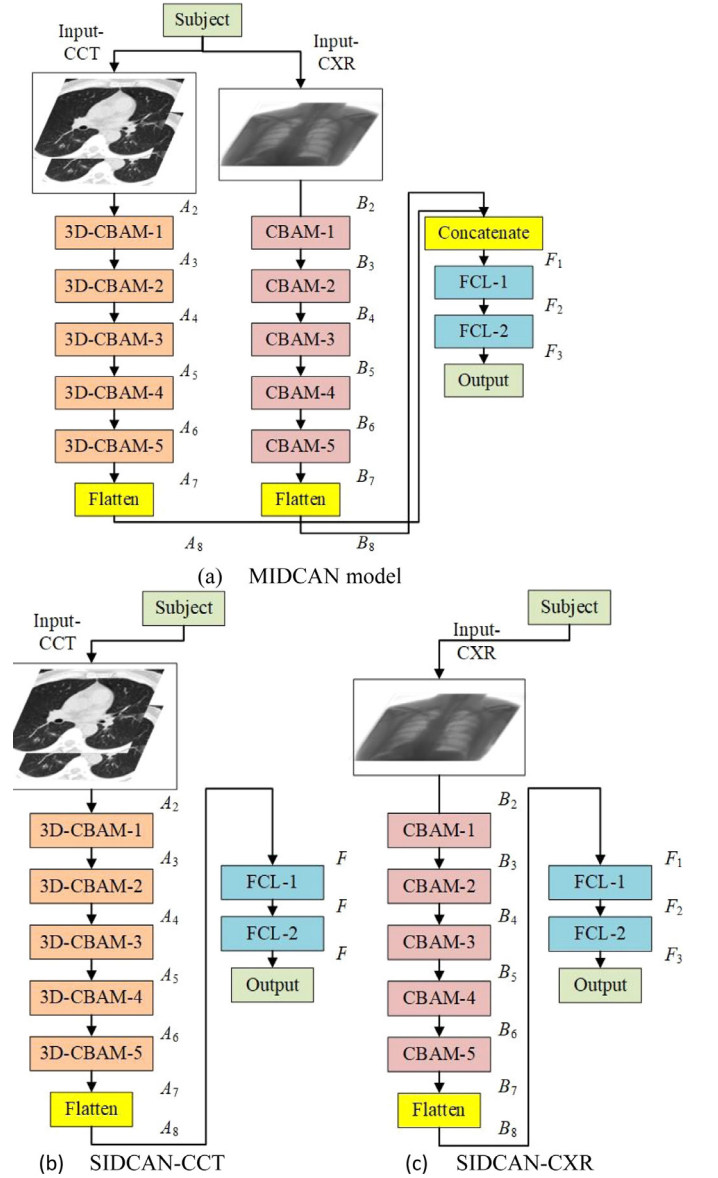 Subject
Input-
CCT
Input-
CXR
A2
B2
3D-CBAM-1
CBAM-1
Concatenate
A3
B3
F1
3D-CBAM-2
CBAM-2
FCL-1
A4
B4
F2
3D-CBAM-3
CBAM-3
FCL-2
A5
B5
F3
3D-CBAM-4
CBAM-4
Output
A6
B6
3D-CBAM-5
CBAM-5
A7
B7
Flatten
Flatten
A8
B8
(a) MIDCAN model
Subject
Input-
CCT
A2
3D-CBAM-1
A3
3D-CBAM-2
A4
3D-CBAM-3
A5
3D-CBAM-4
A6
3D-CBAM-5
A7
Flatten
A8
F
FCL-1
F
FCL-2
F
Output
(b) SIDCAN-CCT
Subject
Input-
CXR
B2
CBAM-1
B3
CBAM-2
B4
CBAM-3
B5
CBAM-4
B6
CBAM-5
B7
Flatten
B8
F1
FCL-1
F2
FCL-2
F3
Output
(c) SIDCAN-CXR